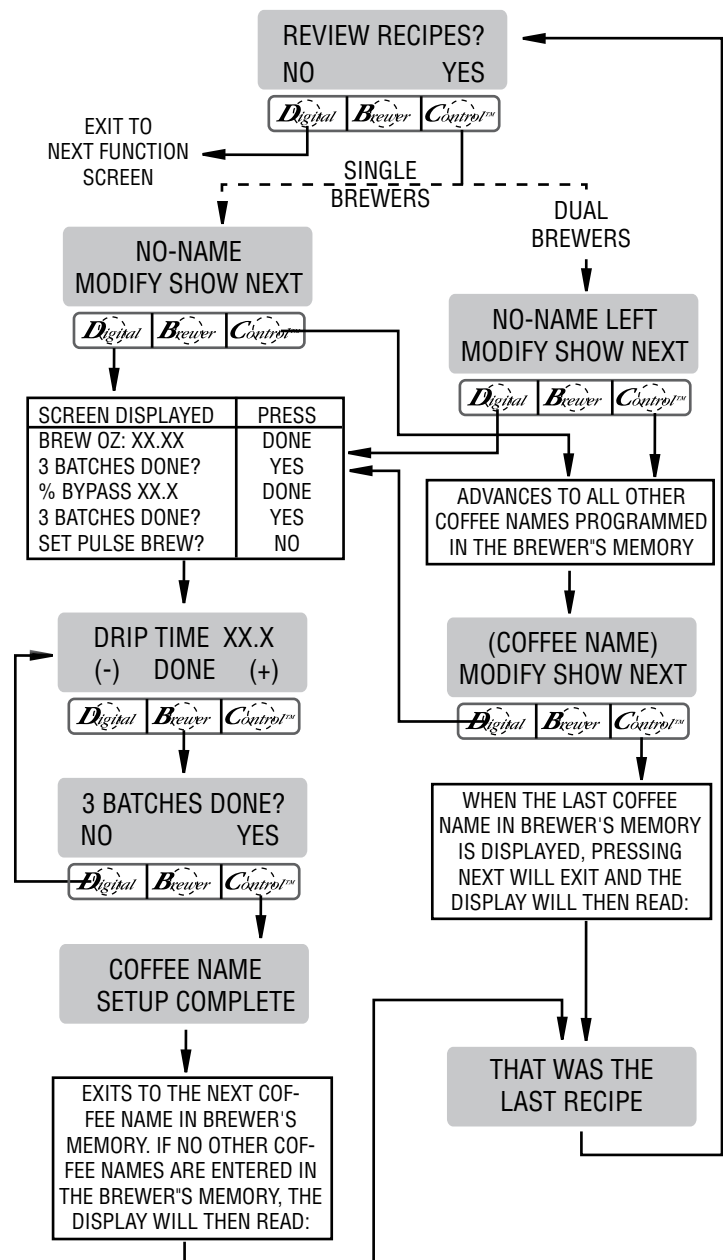 REVIEW RECIPES?
NO YES
Digital Brewer Control™
EXIT TO
NEXT FUNCTION
SCREEN
SINGLE
BREWERS
DUAL
BREWERS
NO-NAME
MODIFY SHOW NEXT
Digital Brewer Control™
NO-NAME LEFT
MODIFY SHOW NEXT
Digital Brewer Control™
SCREEN DISPLAYED PRESS
BREW OZ: XX.XX DONE
3 BATCHES DONE? YES
% BYPASS XX.X DONE
3 BATCHES DONE? YES
SET PULSE BREW? NO
ADVANCES TO ALL OTHER
COFFEE NAMES PROGRAMMED
IN THE BREWER"S MEMORY
DRIP TIME XX.X
(-) DONE (+)
Digital Brewer Control™
(COFFEE NAME)
MODIFY SHOW NEXT
Digital Brewer Control™
3 BATCHES DONE?
NO YES
Digital Brewer Control™
WHEN THE LAST COFFEE
NAME IN BREWER'S MEMORY
IS DISPLAYED, PRESSING
NEXT WILL EXIT AND THE
DISPLAY WILL THEN READ:
COFFEE NAME
SETUP COMPLETE
THAT WAS THE
LAST RECIPE
EXITS TO THE NEXT COF-
FEE NAME IN BREWER'S
MEMORY. IF NO OTHER COF-
FEE NAMES ARE ENTERED IN
THE BREWER"S MEMORY, THE
DISPLAY WILL THEN READ: